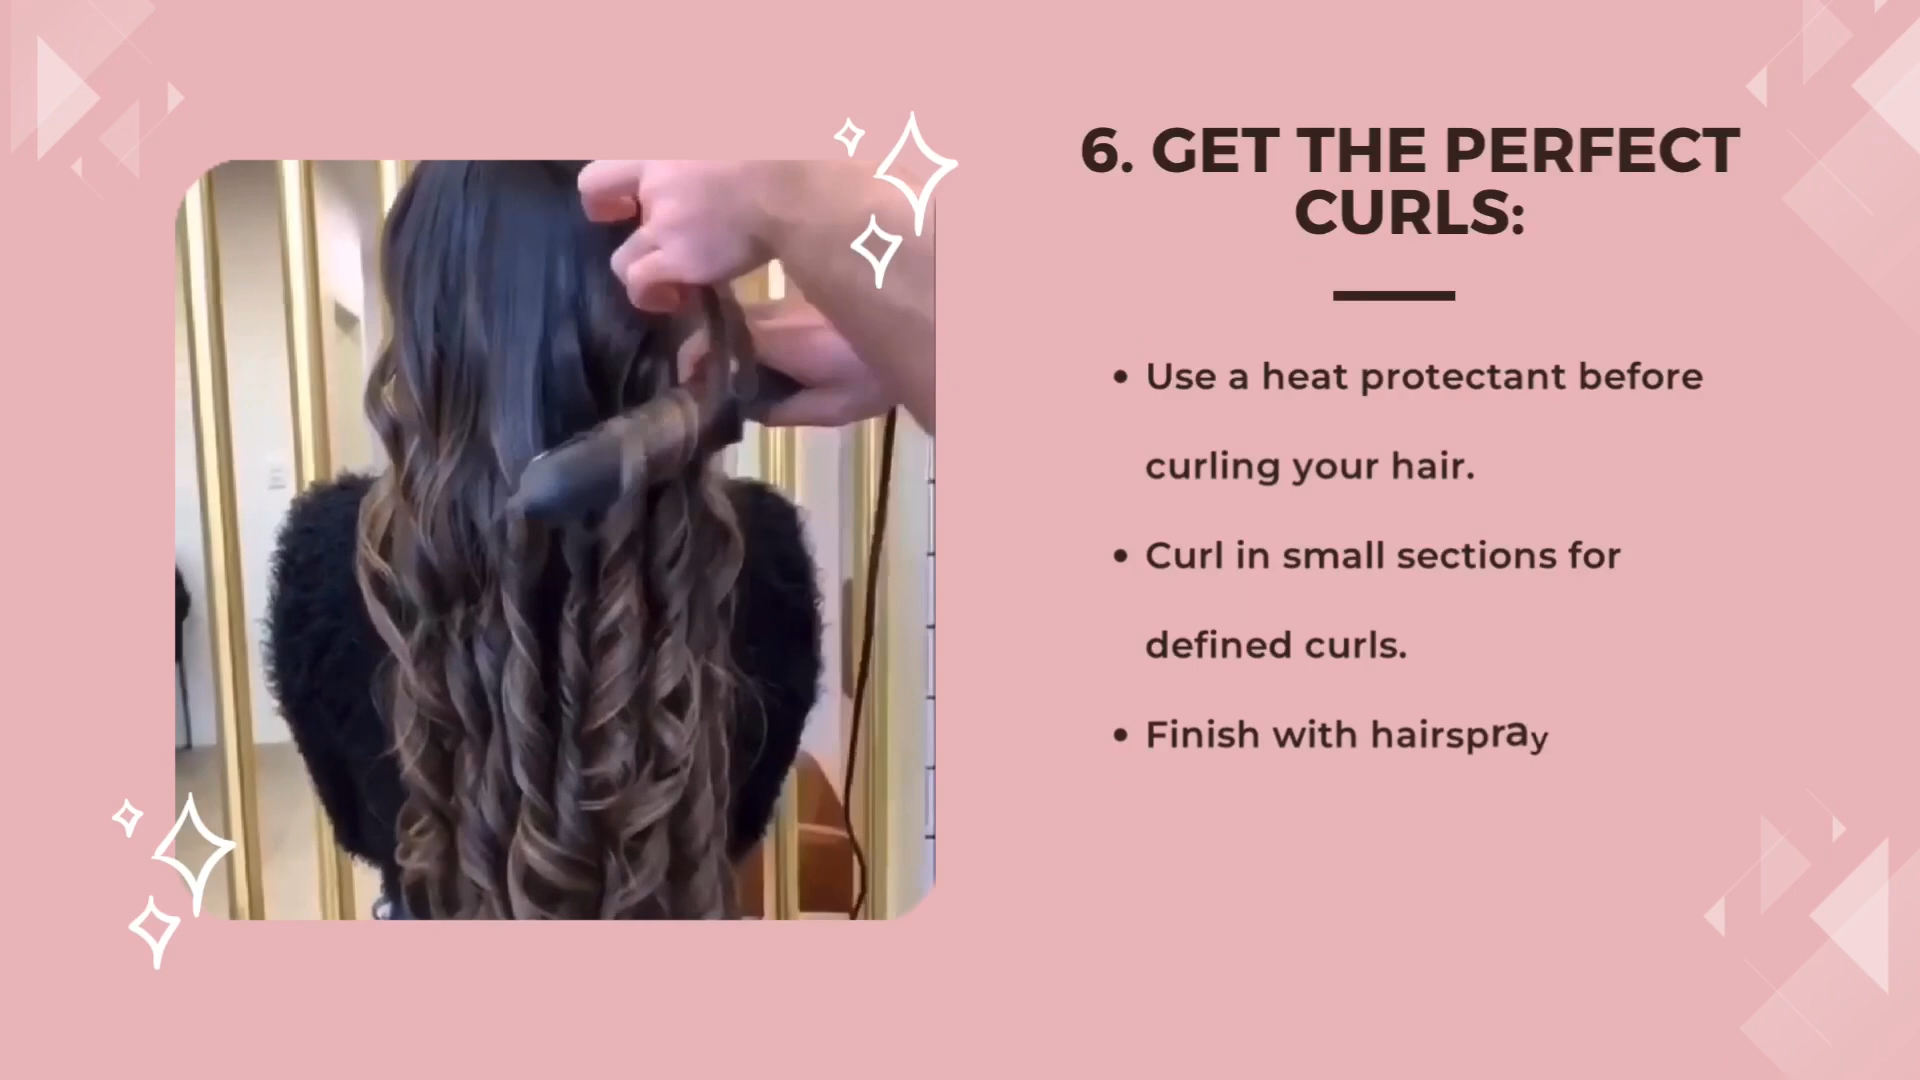 6. GET THE PERFECT
CURLS:
• Use a heat protectant before
curling your hair.
• Curl in small sections for
defined curls.
• Finish with hairspray